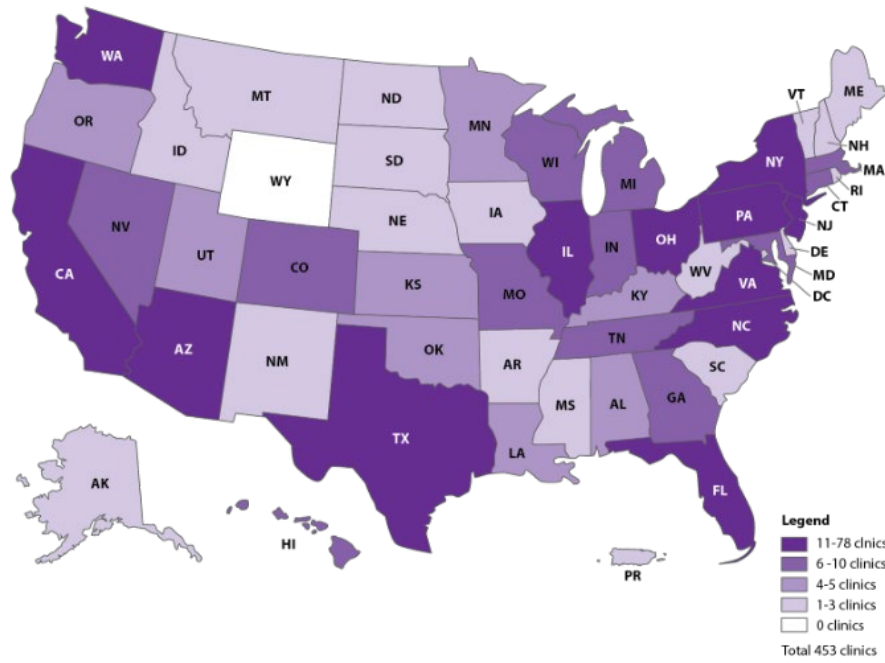 WA
MT
ND
MN
VT
ME
OR
ID
SD
WI
MI
NY
NH
MA
RI
CT
WY
NE
IA
PA
NJ
NV
UT
CO
IL
IN
OH
DE
WV
MD
CA
KS
MO
KY
VA
DC
AZ
NM
OK
AR
TN
NC
SC
TX
LA
MS
AL
GA
FL
AK
HI
PR
Legend
11-78 clnics
6 -10 clinics
4-5 clinics
1-3 clinics
0 clinics
Total 453 clinics